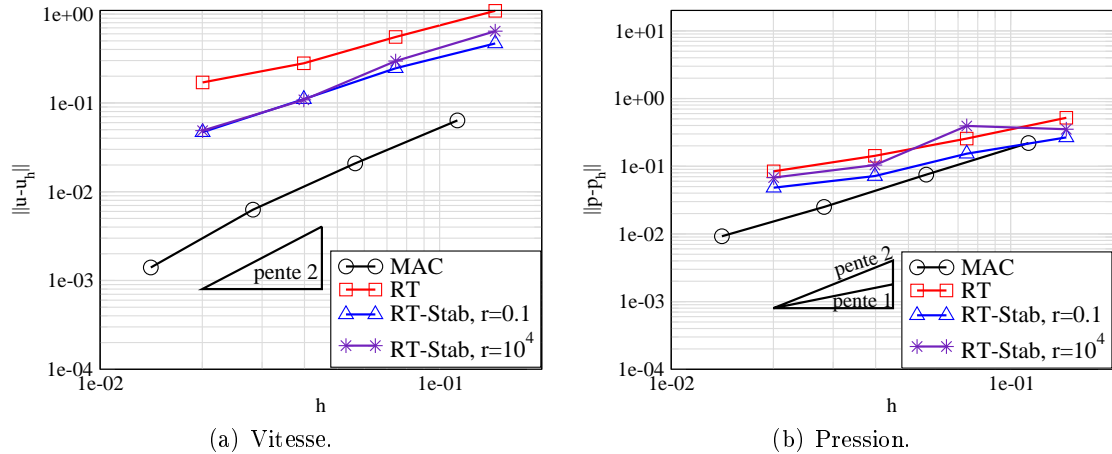 1e+00
1e-01
1e-02
1e-03
1e-04
||u-u_h||
1e-02
1e-01
h
pente 2
MAC
RT
RT-Stab, r=0.1
RT-Stab, r=10^4
(a) Vitesse.
1e+01
1e+00
1e-01
1e-02
1e-03
1e-04
||p-p_h||
1e-02
1e-01
h
pente 2
pente 1
MAC
RT
RT-Stab, r=0.1
RT-Stab, r=10^4
(b) Pression.